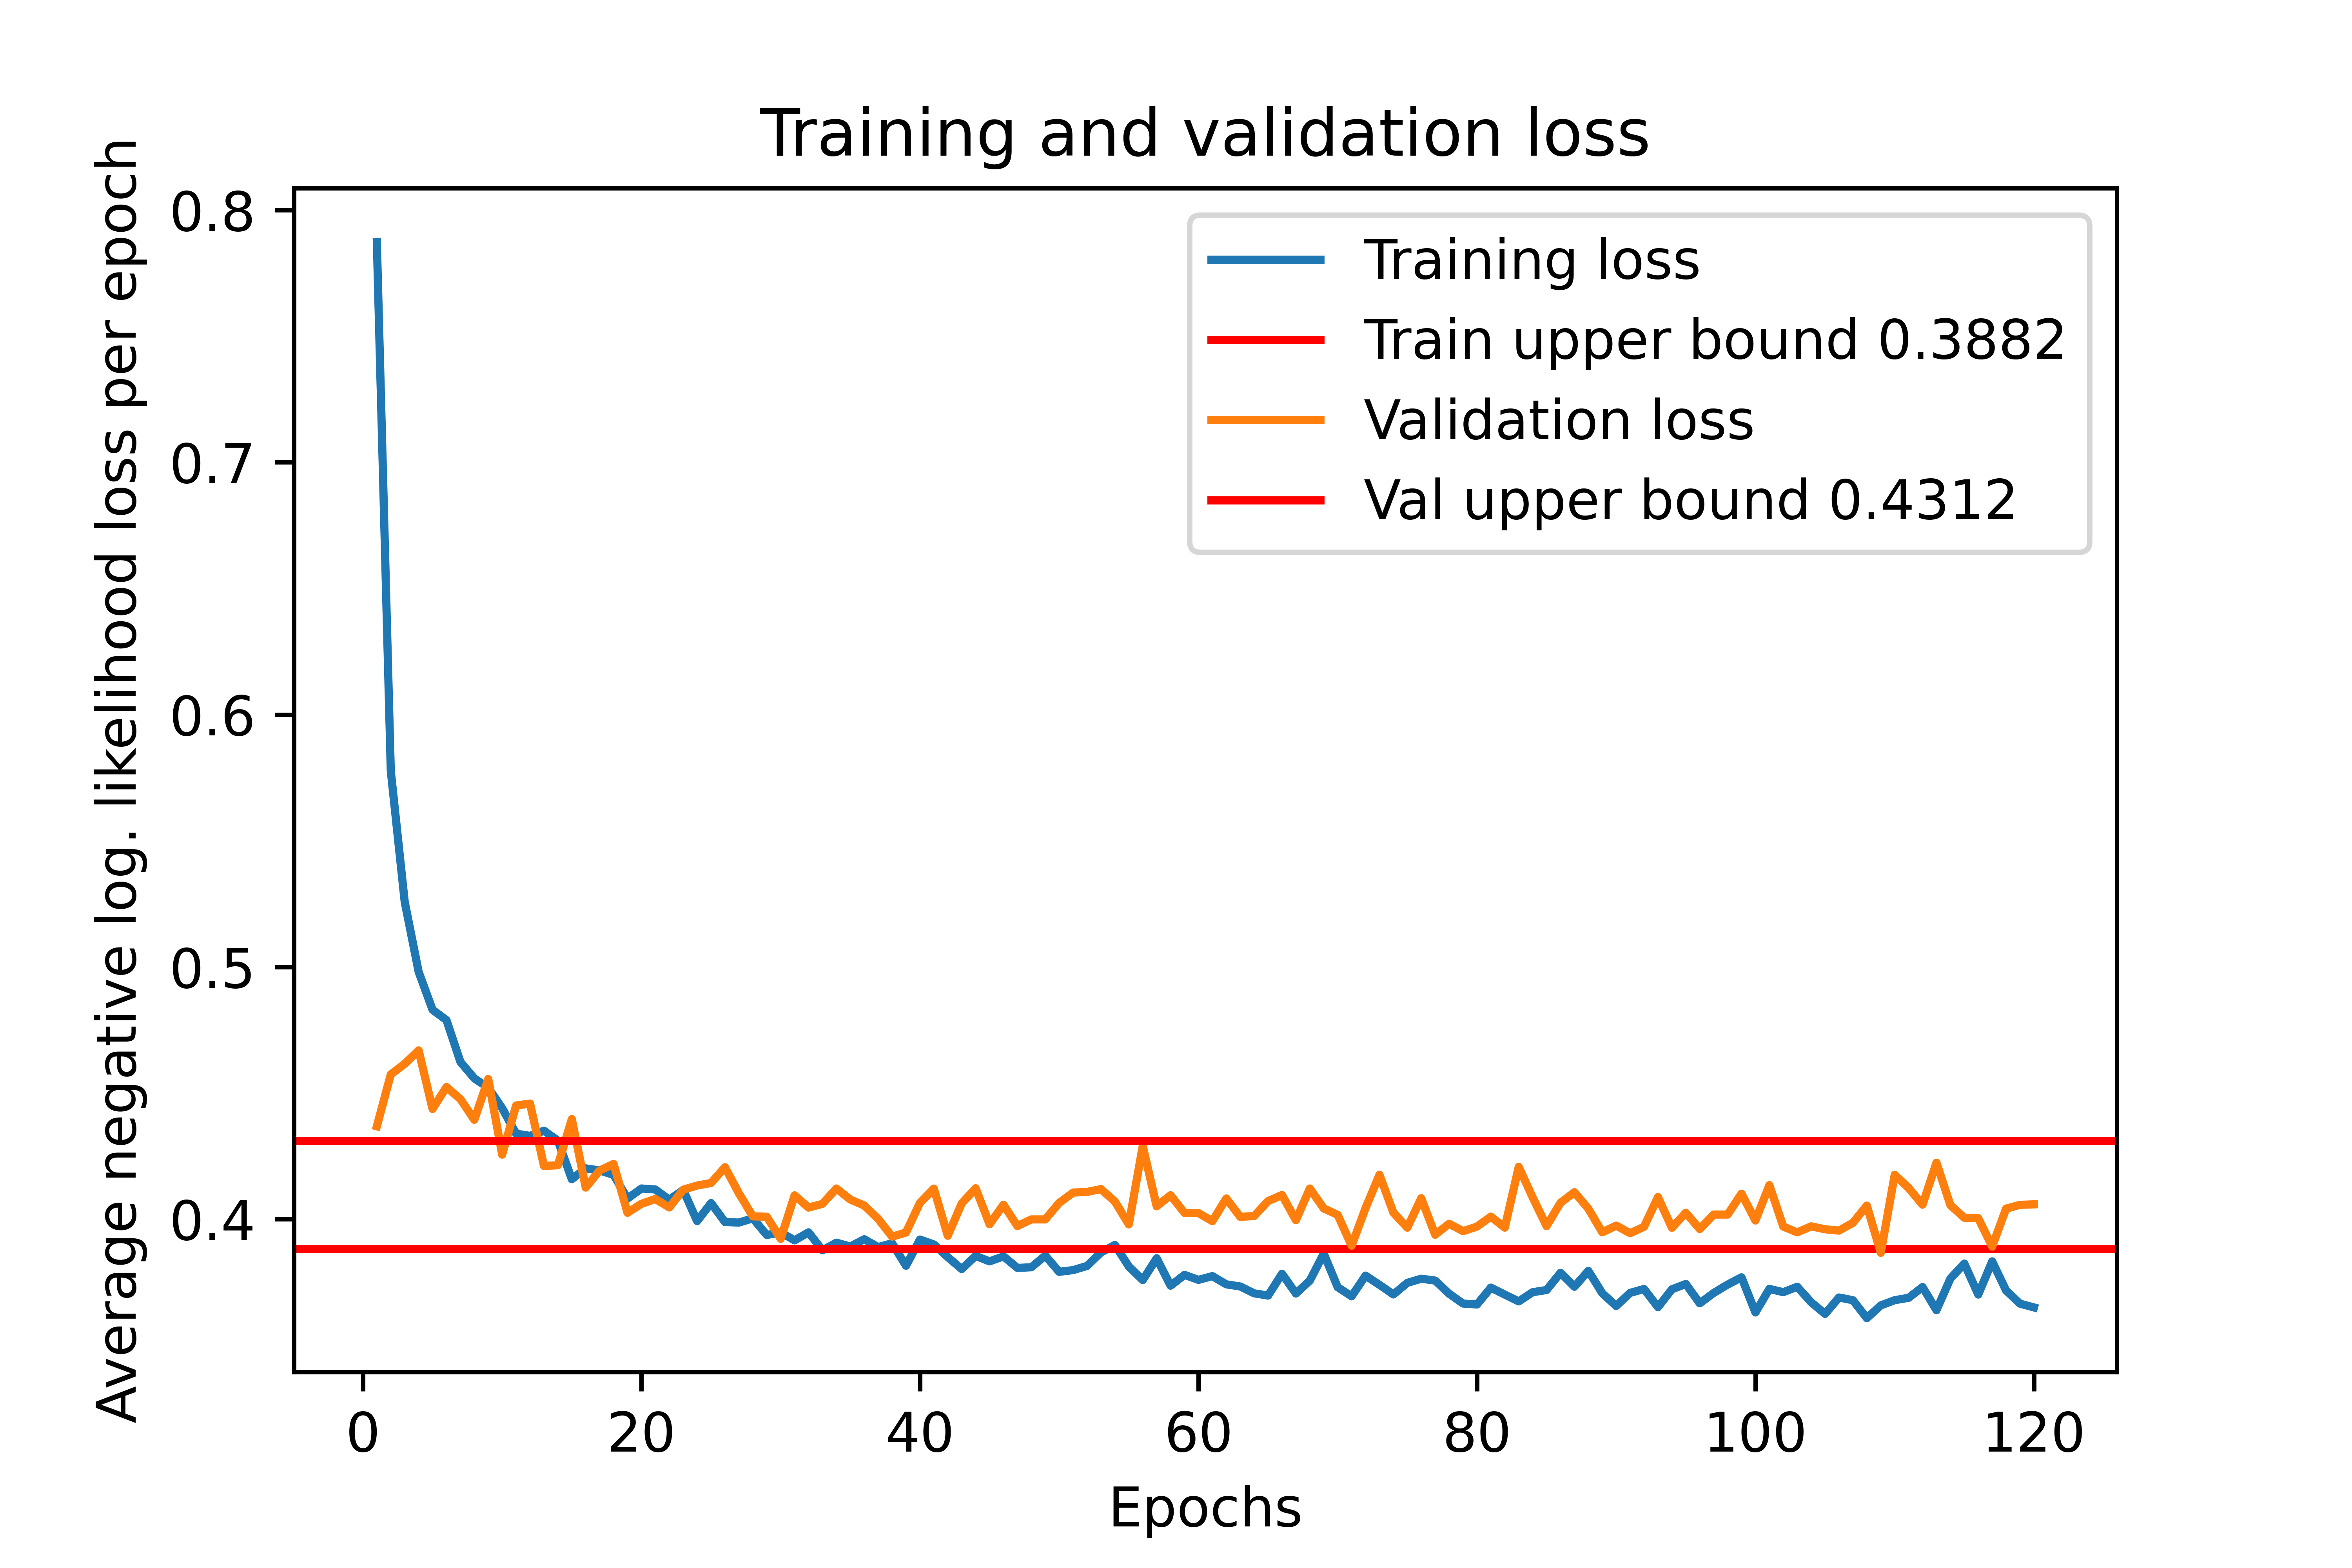 Training and validation loss
Average negative log. likelihood loss per epoch
0.8
0.7
0.6
0.5
0.4
Training loss
Train upper bound 0.3882
Validation loss
Val upper bound 0.4312
0 20 40 60 80 100 120
Epochs